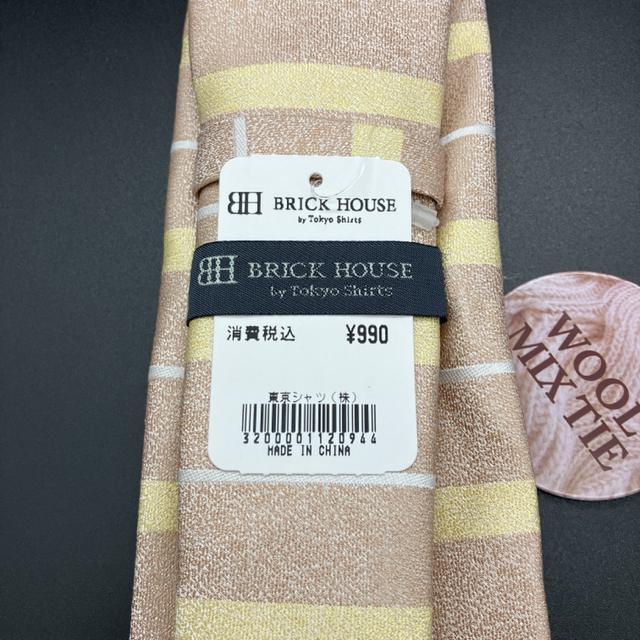 BH BRICK HOUSE
by Tokyo Shirts
BH BRICK HOUSE
by Tokyo Shirts
消費税込 ¥990
東京シャツ(株)
3200001120944
MADE IN CHINA
WOOL
MIX TIE